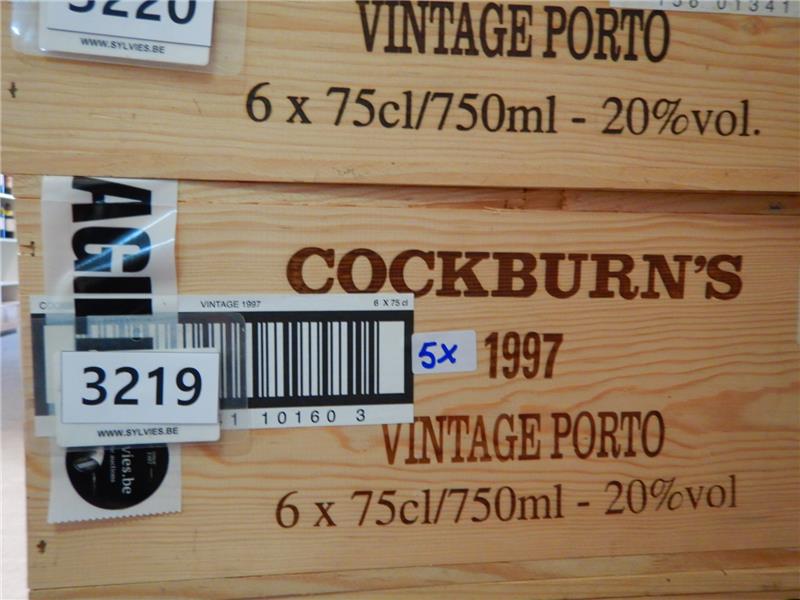 3220
WWW.SYLVIES.BE
VINTAGE PORTO
6 x 75cl/750ml - 20%vol.
COCKBURN'S
VINTAGE 1997
6 X 75 cl
5x
1997
3219
WWW.SYLVIES.BE
10160 3
VINTAGE PORTO
6 x 75cl/750ml - 20%vol